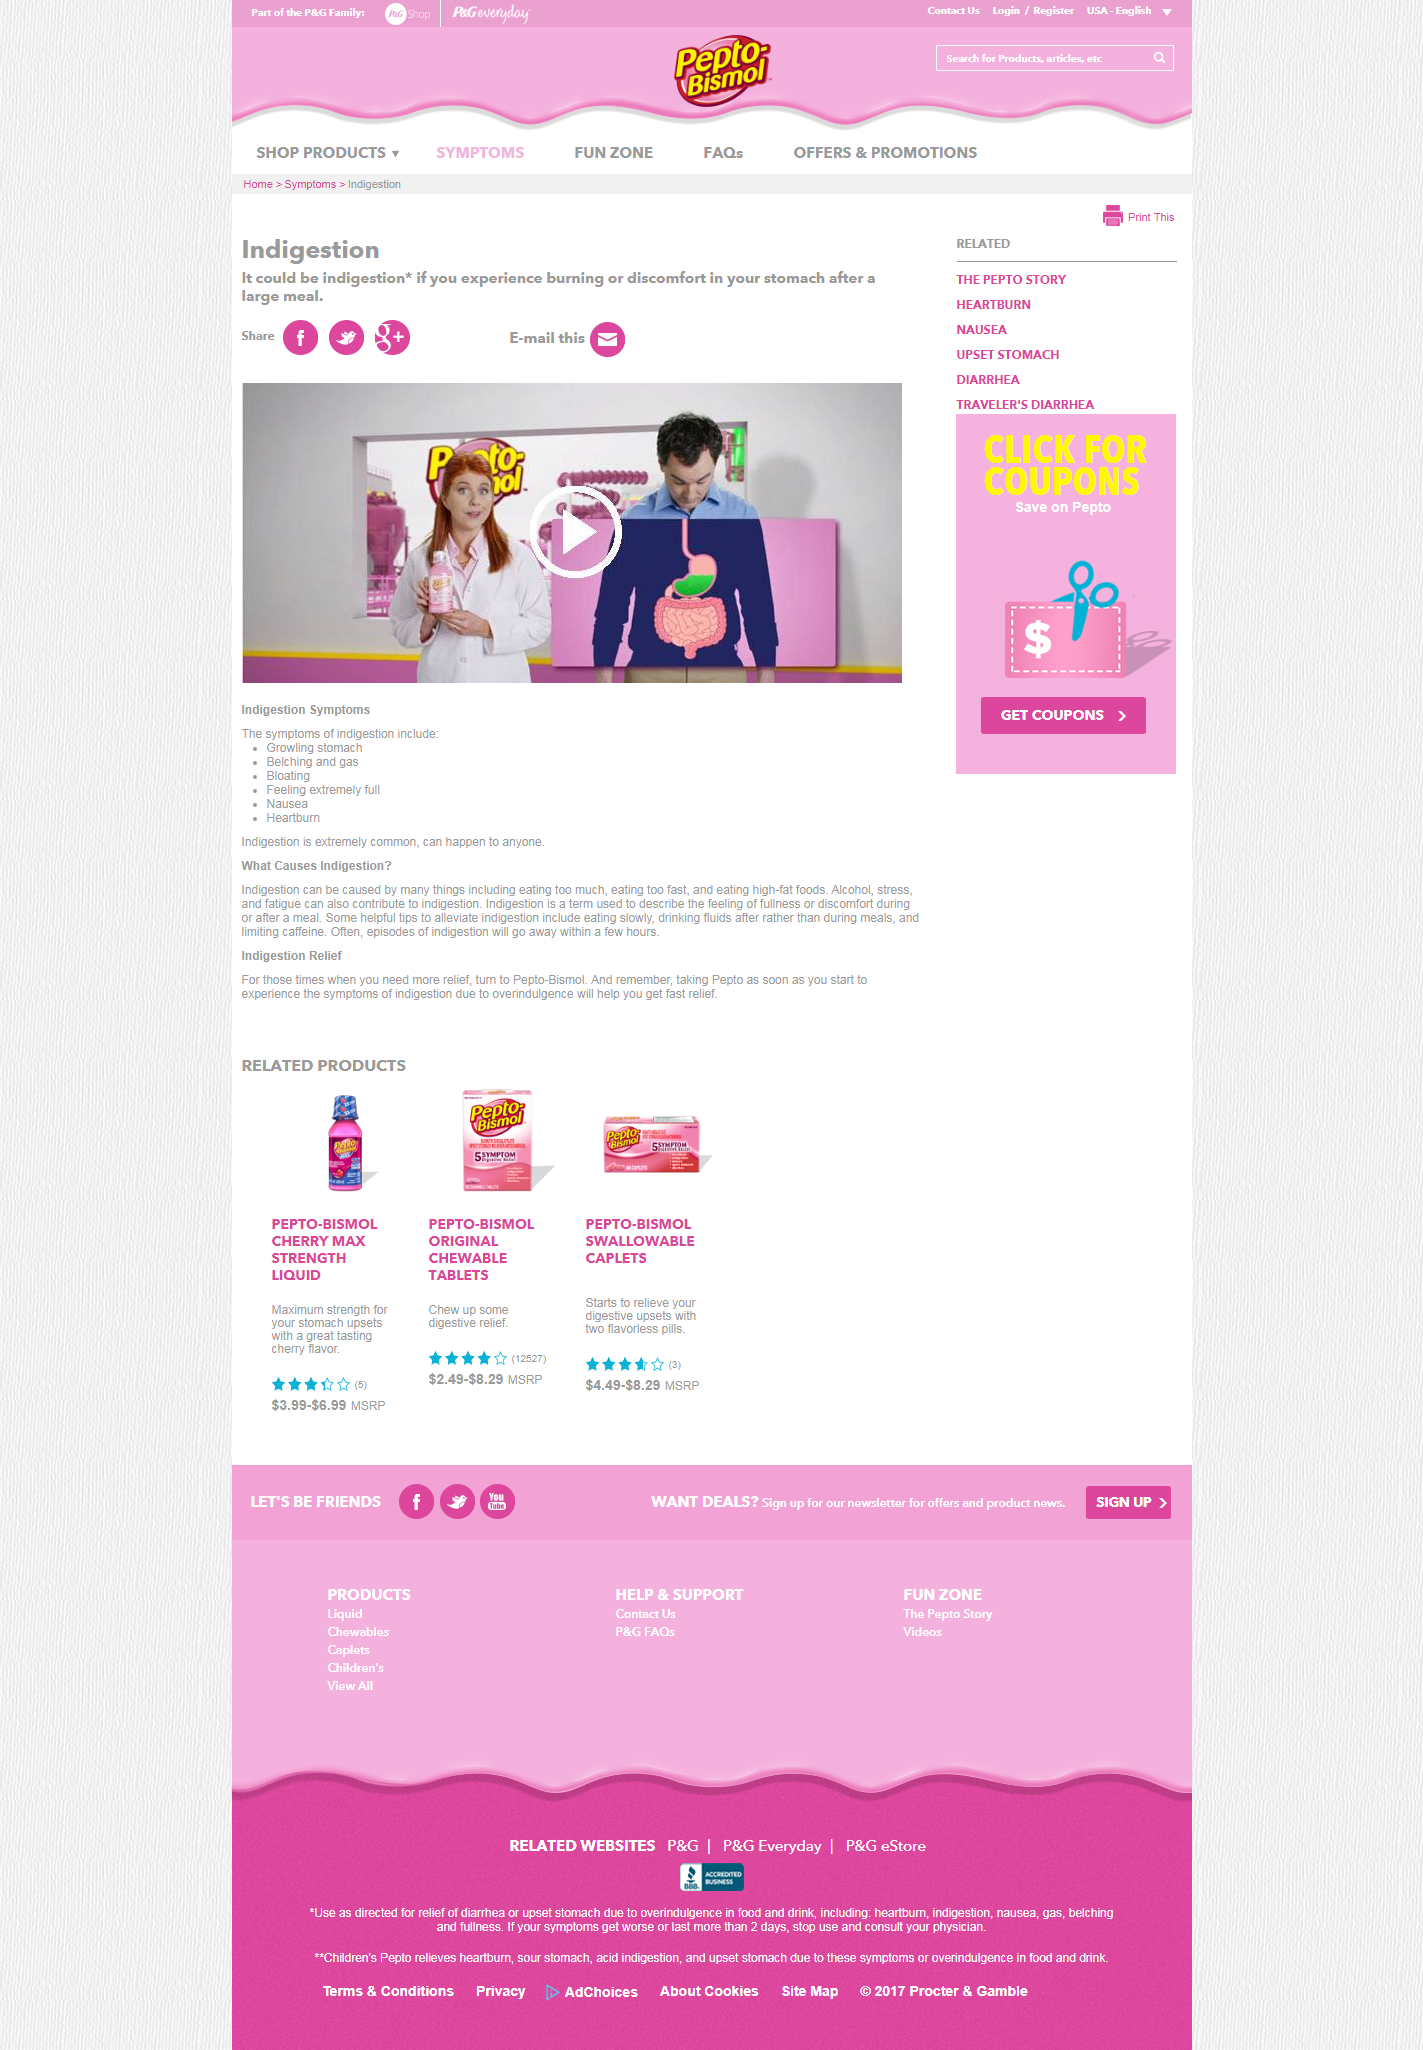 Part of the P&G Family:
P&G Shop
P&G everyday
Contact Us
Login / Register
USA - English
Pepto-
Bismol
Search for Products, articles, etc
SHOP PRODUCTS
SYMPTOMS
FUN ZONE
FAQs
OFFERS & PROMOTIONS
Home > Symptoms > Indigestion
Print This
Indigestion
It could be indigestion* if you experience burning or discomfort in your stomach after a
large meal.
Share
E-mail this
RELATED
THE PEPTO STORY
HEARTBURN
NAUSEA
UPSET STOMACH
DIARRHEA
TRAVELER'S DIARRHEA
CLICK FOR
COUPONS
Save on Pepto
$
GET COUPONS
Indigestion Symptoms
The symptoms of indigestion include:
Growling stomach
Belching and gas
Bloating
Feeling extremely full
Nausea
Heartburn
Indigestion is extremely common, can happen to anyone.
What Causes Indigestion?
Indigestion can be caused by many things including eating too much, eating too fast, and eating high-fat foods. Alcohol, stress,
and fatigue can also contribute to indigestion. Indigestion is a term used to describe the feeling of fullness or discomfort during
or after a meal. Some helpful tips to alleviate indigestion include eating slowly, drinking fluids after rather than during meals, and
limiting caffeine. Often, episodes of indigestion will go away within a few hours.
Indigestion Relief
For those times when you need more relief, turn to Pepto-Bismol. And remember, taking Pepto as soon as you start to
experience the symptoms of indigestion due to overindulgence will help you get fast relief.
RELATED PRODUCTS
Pepto-
Bismol
5 SYMPTOM
Digestive Relief
Pepto-
Bismol
5 SYMPTOM
Digestive Relief
PEPTO-BISMOL
CHERRY MAX
STRENGTH
LIQUID
Maximum strength for
your stomach upsets
with a great tasting
cherry flavor.
(5)
$3.99-$6.99 MSRP
PEPTO-BISMOL
ORIGINAL
CHEWABLE
TABLETS
Chew up some
digestive relief.
(12527)
$2.49-$8.29 MSRP
PEPTO-BISMOL
SWALLOWABLE
CAPLETS
Starts to relieve your
digestive upsets with
two flavorless pills.
(3)
$4.49-$8.29 MSRP
LET'S BE FRIENDS
You
Tube
WANT DEALS? Sign up for our newsletter for offers and product news.
SIGN UP
PRODUCTS
Liquid
Chewables
Caplets
Children's
View All
HELP & SUPPORT
Contact Us
P&G FAQs
FUN ZONE
The Pepto Story
Videos
RELATED WEBSITES P&G | P&G Everyday | P&G eStore
BBB
ACCREDITED
BUSINESS
*Use as directed for relief of diarrhea or upset stomach due to overindulgence in food and drink, including: heartburn, indigestion, nausea, gas, belching
and fullness. If your symptoms get worse or last more than 2 days, stop use and consult your physician.
**Children's Pepto relieves heartburn, sour stomach, acid indigestion, and upset stomach due to these symptoms or overindulgence in food and drink.
Terms & Conditions
Privacy
AdChoices
About Cookies
Site Map
© 2017 Procter & Gamble